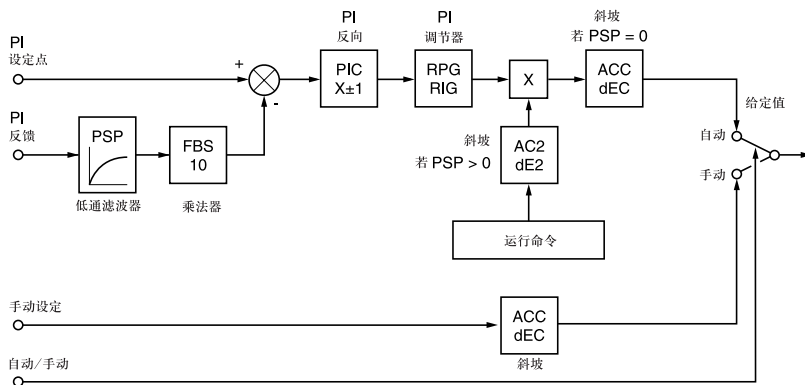 PI
设定点
+
-
PI
反向
PIC
X±1
PI
调节器
RPG
RIG
X
斜坡
若 PSP = 0
ACC
dEC
给定值
自动
手动
PI
反馈
PSP
低通滤波器
FBS
10
乘法器
斜坡
若 PSP > 0
AC2
dE2
运行命令
手动设定
ACC
dEC
斜坡
自动/手动